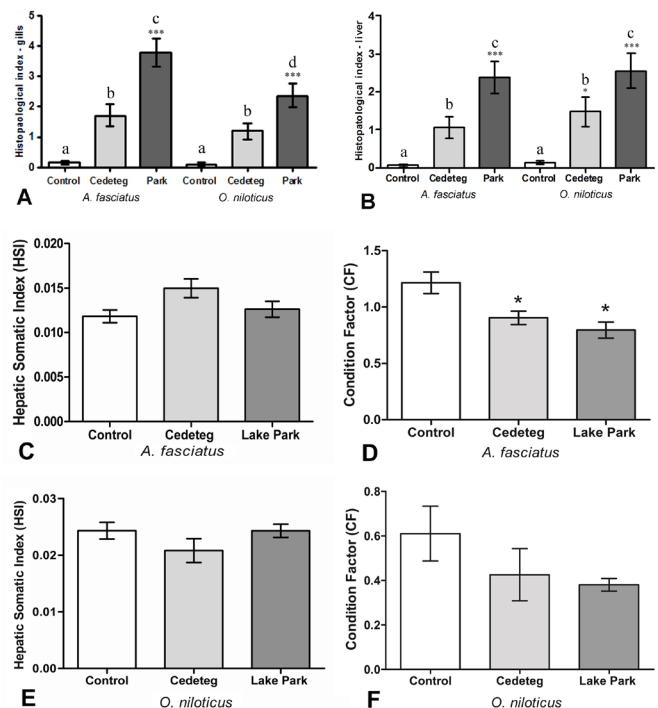 Histopatological index - gills
5
4
3
2
1
0
a
b
c
***
a
b
d
***
Control Cedeteg Park Control Cedeteg Park
A. fasciatus O. niloticus
A
Histopatological index -liver
4
3
2
1
0
a
b
c
***
a
b
*
c
***
Control Cedeteg Park Control Cedeteg Park
A. fasciatus O. niloticus
B
Hepatic Somatic Index (HSI)
0.020
0.015
0.010
0.005
0.000
Control Cedeteg Lake Park
A. fasciatus
C
Condition Factor (CF)
1.5
1.0
0.5
0.0
*
*
Control Cedeteg Lake Park
A. fasciatus
D
Hepatic Somatic Index (HSI)
0.03
0.02
0.01
0.00
Control Cedeteg Lake Park
O. niloticus
E
Condition Factor (CF)
0.8
0.6
0.4
0.2
0.0
Control Cedeteg Lake Park
O. niloticus
F